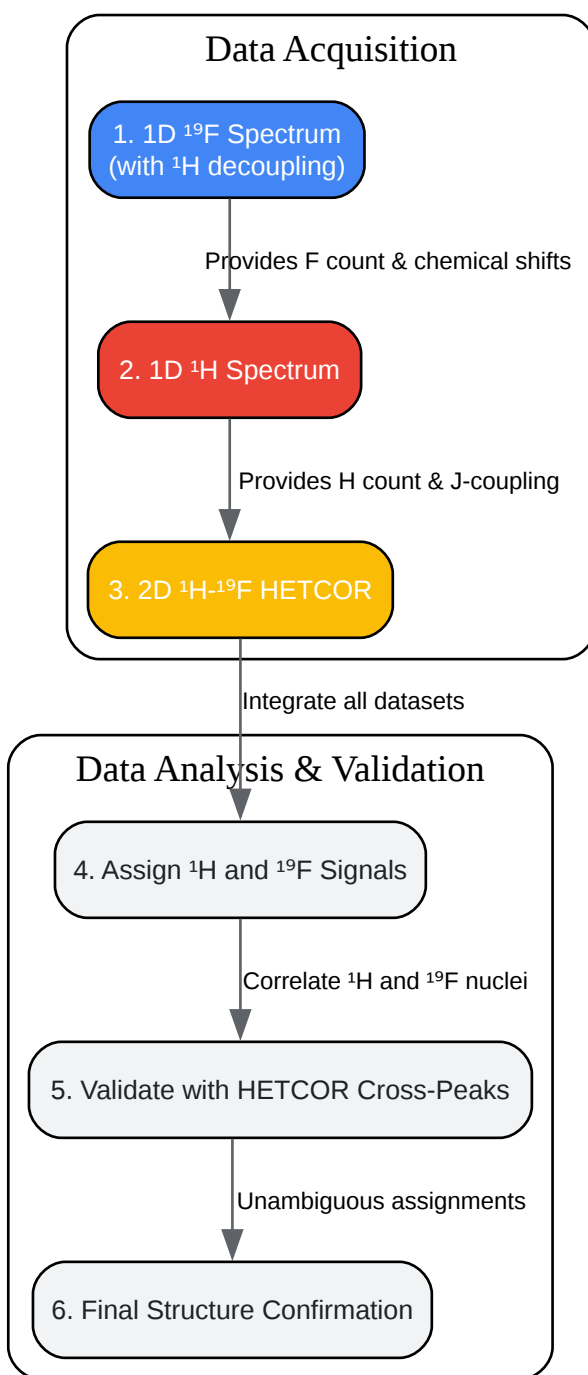 Data Acquisition
1. 1D ¹⁹F Spectrum
(with ¹H decoupling)
Provides F count & chemical shifts
2. 1D ¹H Spectrum
Provides H count & J-coupling
3. 2D ¹H-¹⁹F HETCOR
Integrate all datasets
Data Analysis & Validation
4. Assign ¹H and ¹⁹F Signals
Correlate ¹H and ¹⁹F nuclei
5. Validate with HETCOR Cross-Peaks
Unambiguous assignments
6. Final Structure Confirmation